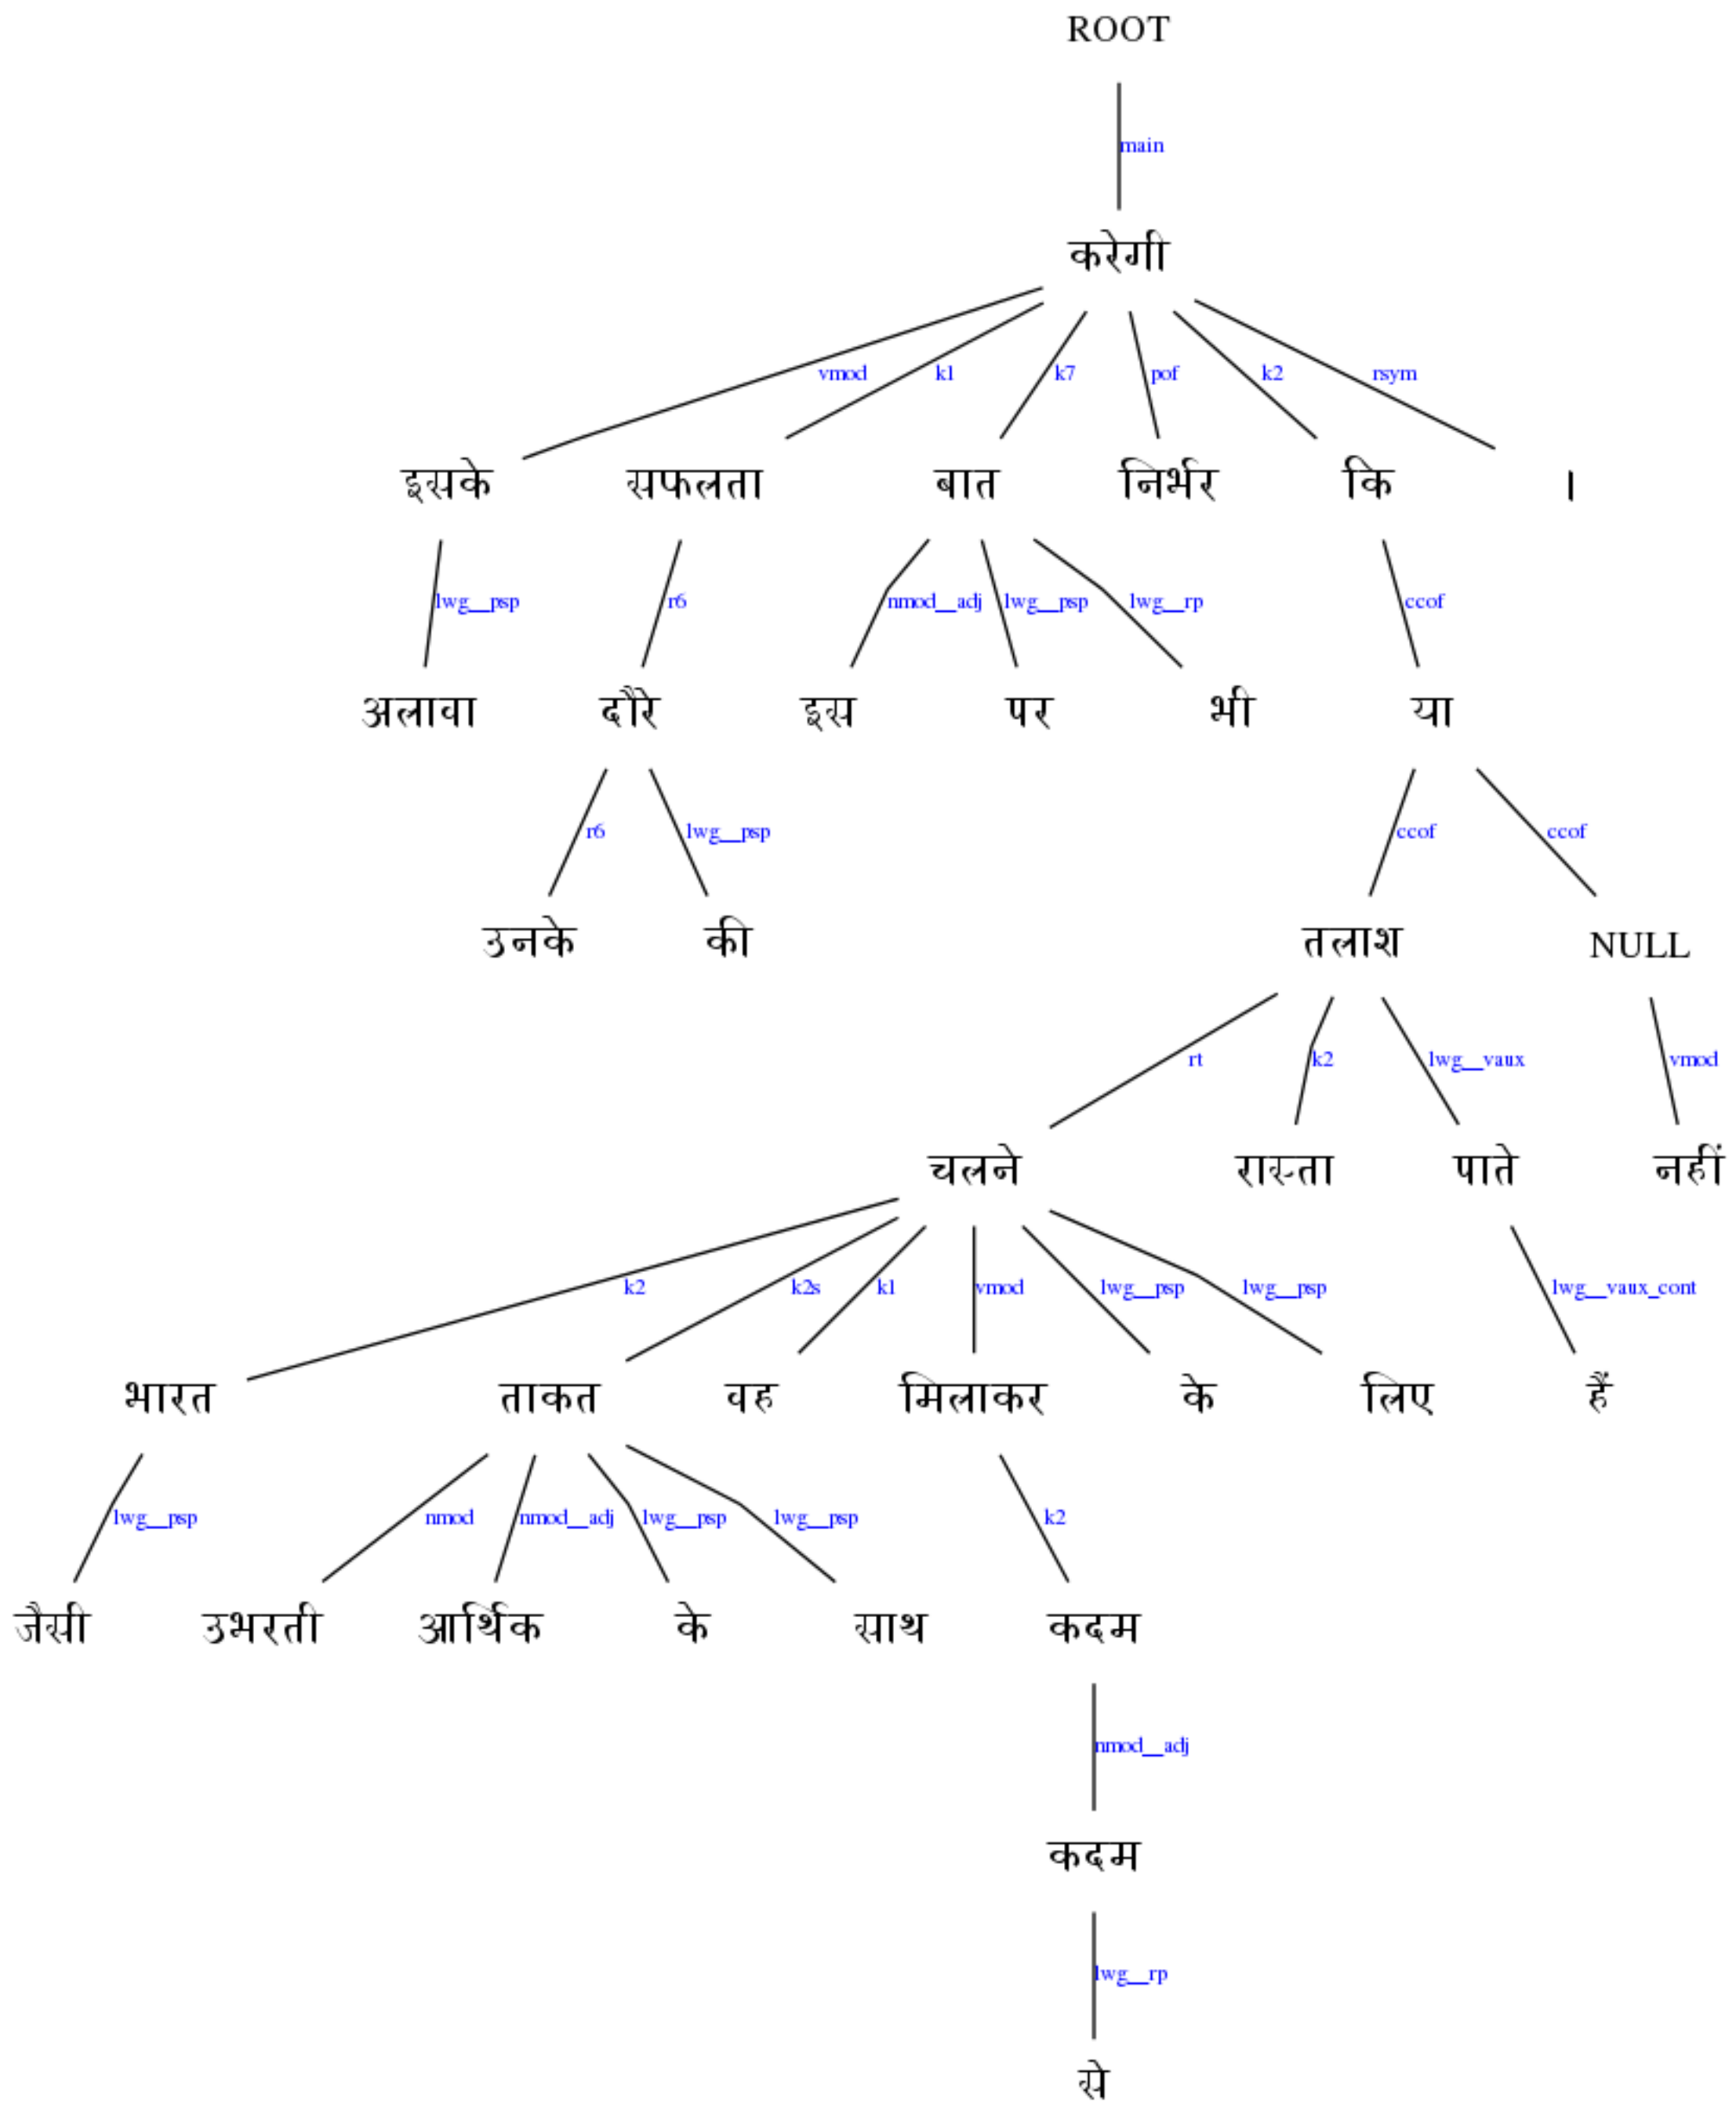 ROOT
main
करेगी
vmod k1 k7 pof k2 rsym
इसके सफलता बात निर्भर कि ।
lwg__psp r6 nmod__adj lwg__psp lwg__rp ccof
अलावा दौरे इस पर भी या
r6 lwg__psp ccof ccof
उनके की तलाश NULL
rt k2 lwg__vaux vmod
चलने रास्ता पाते नहीं
k2 k2s k1 vmod lwg__psp lwg__psp lwg__vaux_cont
भारत ताकत वह मिलाकर के लिए हैं
lwg__psp nmod nmod__adj lwg__psp lwg__psp k2
जैसी उभरती आर्थिक के साथ कदम
nmod__adj
कदम
lwg__rp
से